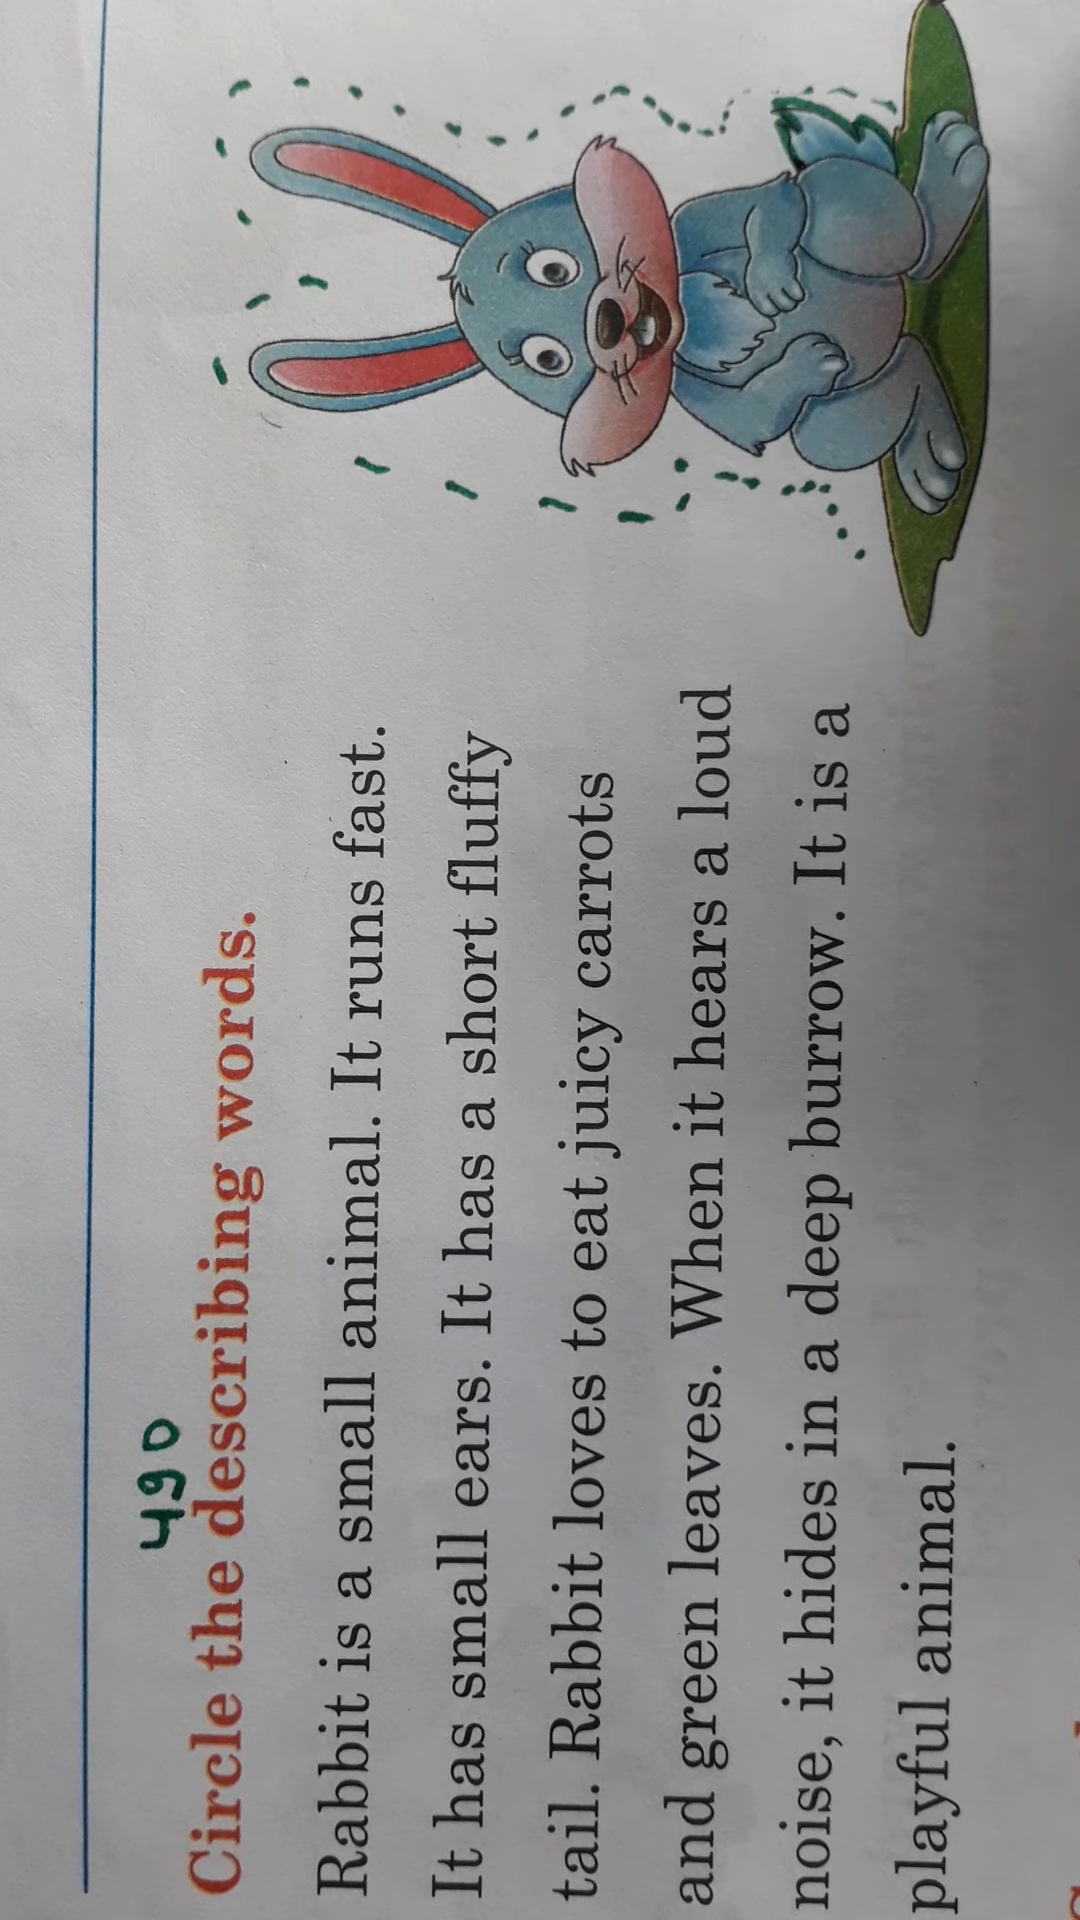 490
Circle the describing words.
Rabbit is a small animal. It runs fast.
It has small ears. It has a short fluffy
tail. Rabbit loves to eat juicy carrots
and green leaves. When it hears a loud
noise, it hides in a deep burrow. It is a
playful animal.